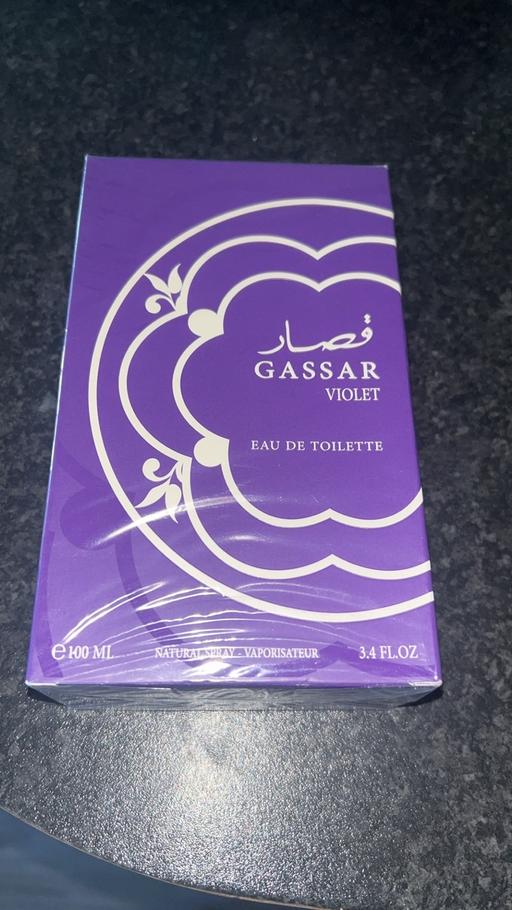 قصار
GASSAR
VIOLET
EAU DE TOILETTE
℮100 ML NATURAL SPRAY - VAPORISATEUR 3.4 FL.OZ